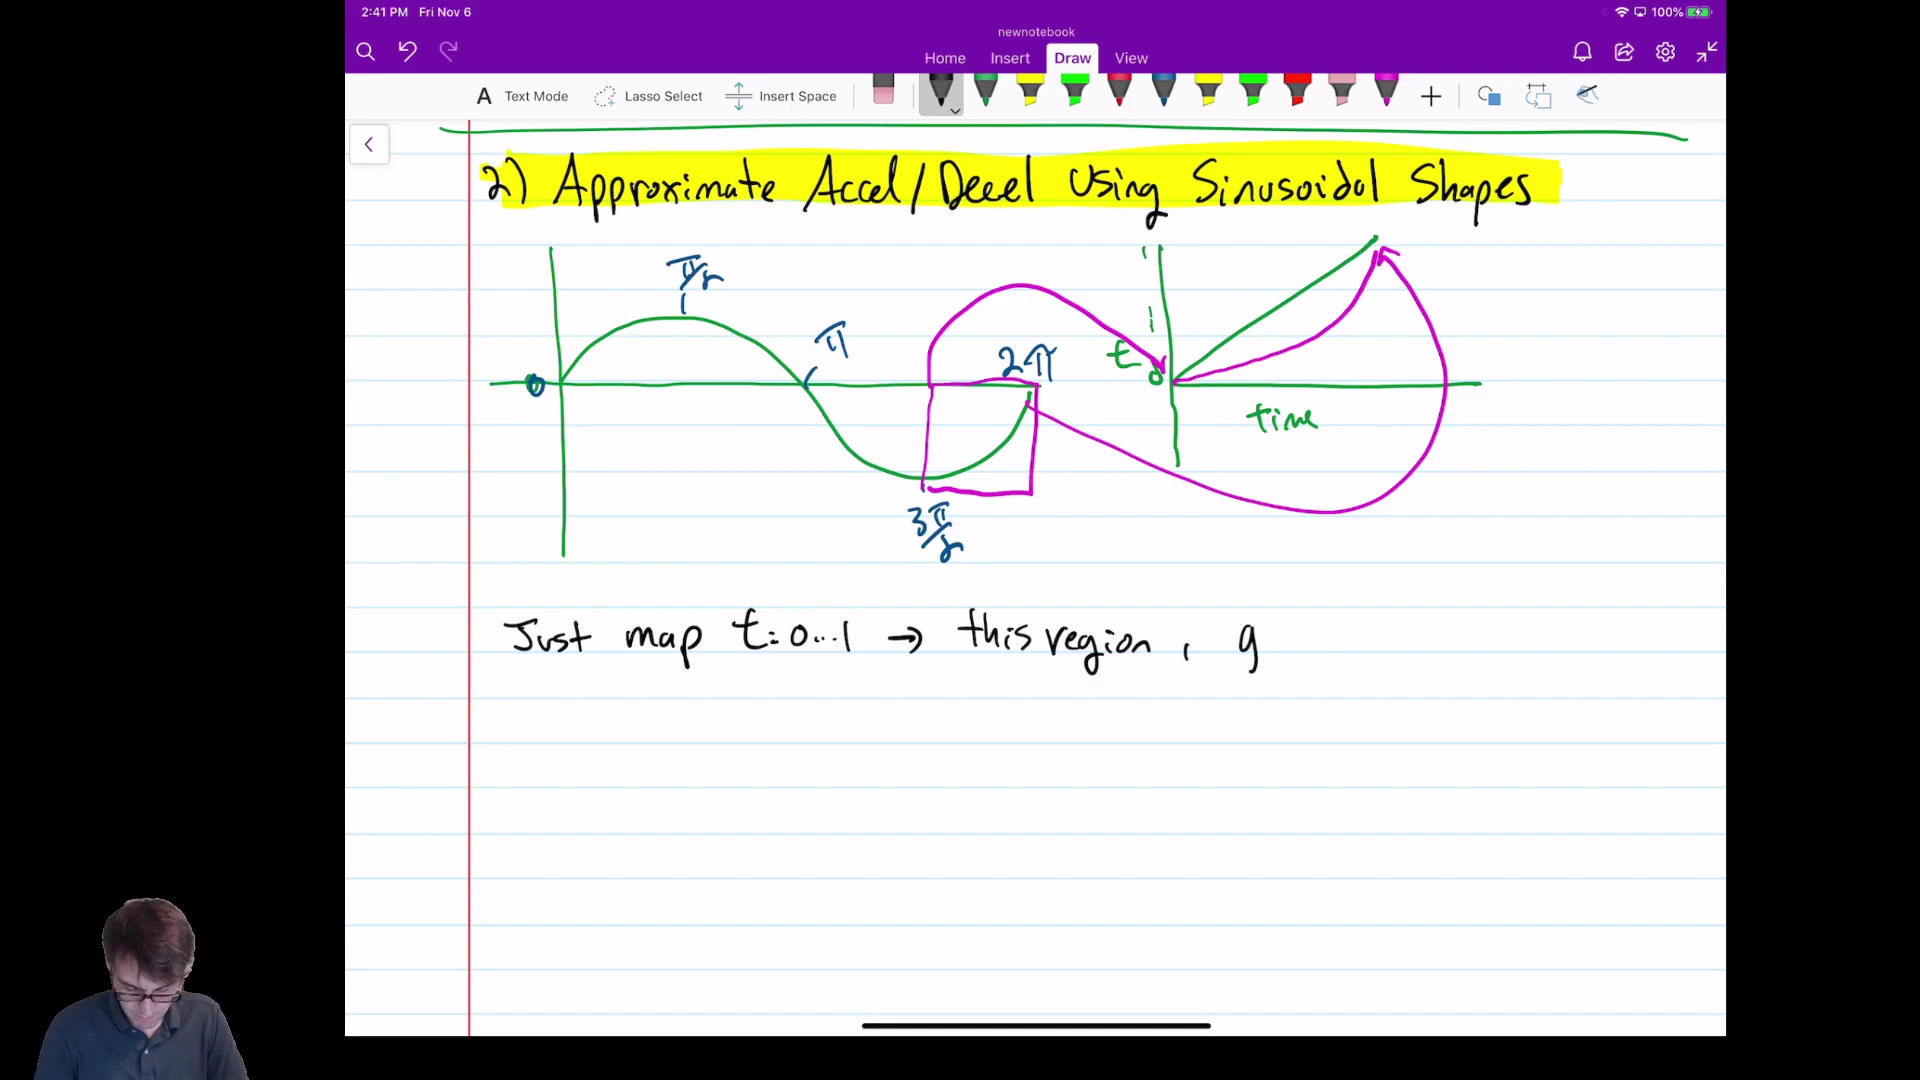 2:41 PM Fri Nov 6
100%
newnotebook
Home Insert Draw View
A Text Mode Lasso Select Insert Space
2) Approximate Accel/Decel Using Sinusoidal Shapes
π/2
π
2π
t
0
0
time
3π/2
Just map t=0...1 → this region, g